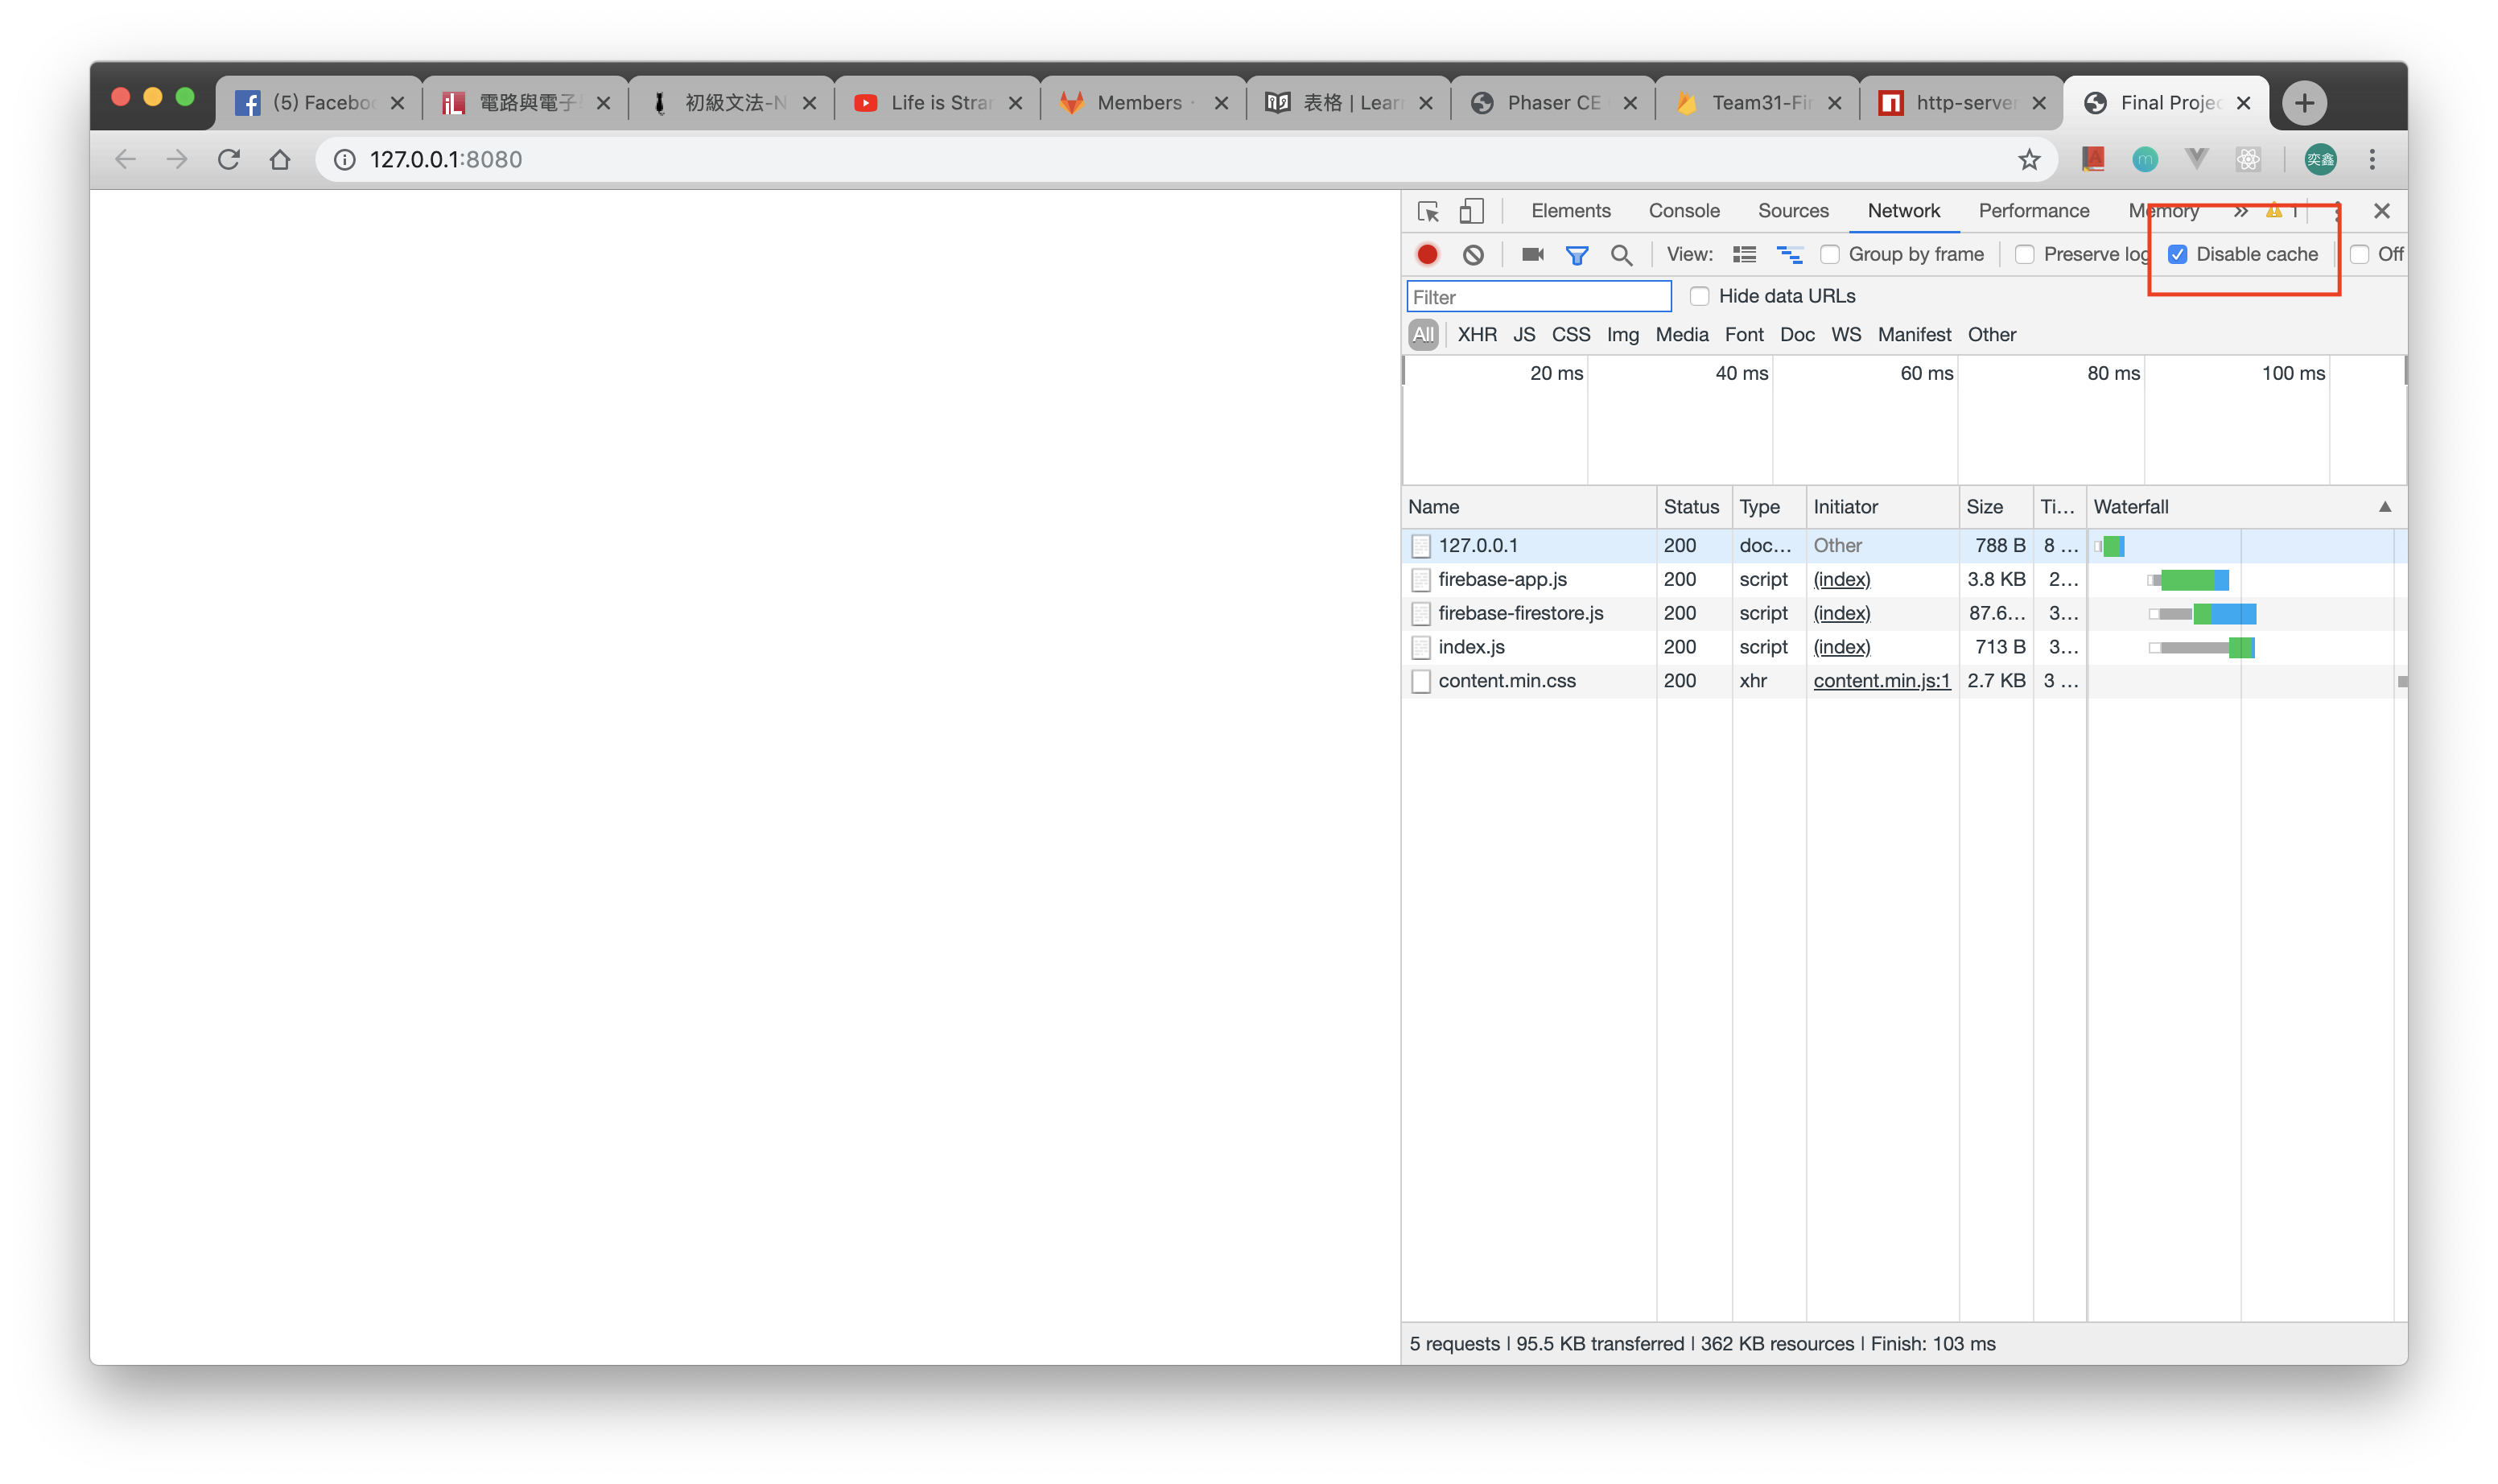 (5) Facebo
電路與電子
初級文法-N
Life is Stran
Members ·
表格 | Lear
Phaser CE
Team31-Fir
http-server
Final Projec
127.0.0.1:8080
奕鑫
Elements Console Sources Network Performance Memory » 1
View: Group by frame Preserve log Disable cache Off
Filter Hide data URLs
All XHR JS CSS Img Media Font Doc WS Manifest Other
20 ms 40 ms 60 ms 80 ms 100 ms
Name Status Type Initiator Size Ti... Waterfall
127.0.0.1 200 doc... Other 788 B 8 ...
firebase-app.js 200 script (index) 3.8 KB 2...
firebase-firestore.js 200 script (index) 87.6... 3...
index.js 200 script (index) 713 B 3...
content.min.css 200 xhr content.min.js:1 2.7 KB 3 ...
5 requests | 95.5 KB transferred | 362 KB resources | Finish: 103 ms